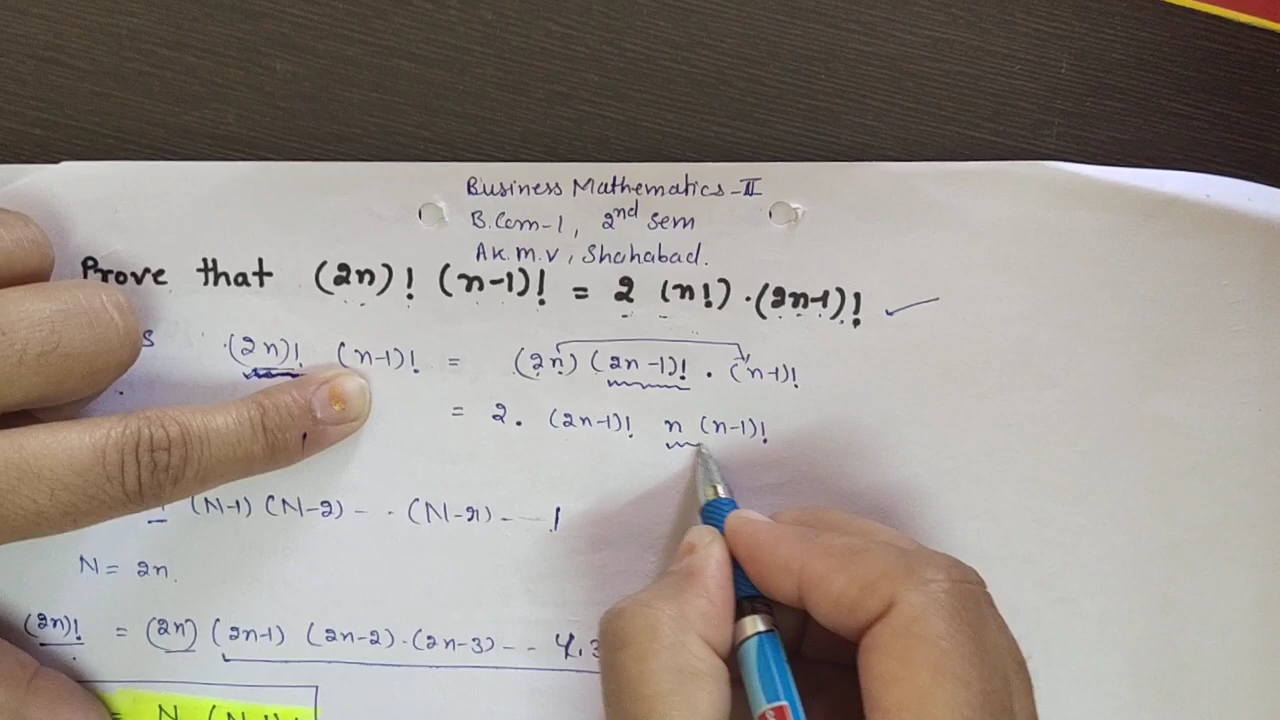 Business Mathematics-II
B.Com-1, 2nd Sem
A.K.M.V, Shahabad.
Prove that (2n)! (n-1)! = 2 (n!) . (2n-1)!
S (2n)! (n-1)! = (2n) (2n-1)! . (n-1)!
= 2. (2n-1)! n (n-1)!
(N-1) (N-2) - - (N-r) - - - 1
N = 2n.
(2n)! = (2n) (2n-1) (2n-2) . (2n-3) - - 4.3
= N (N-1)!